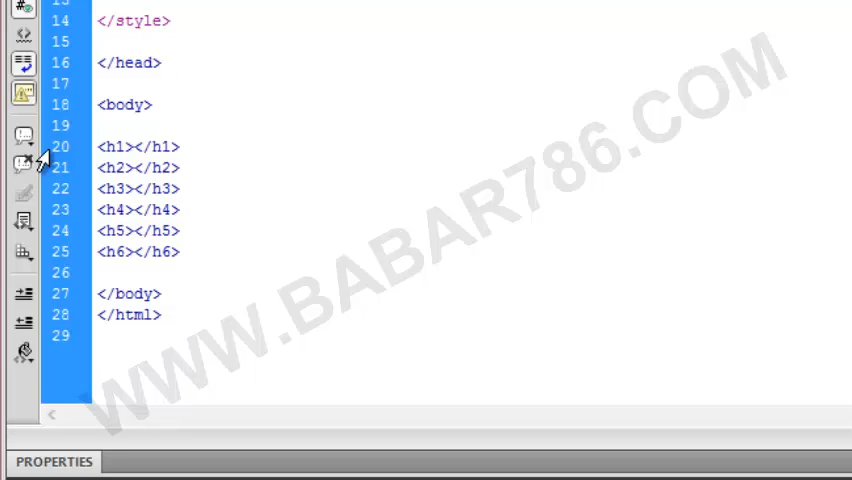 13
14 </style>
15
16 </head>
17
18 <body>
19
20 <h1></h1>
21 <h2></h2>
22 <h3></h3>
23 <h4></h4>
24 <h5></h5>
25 <h6></h6>
26
27 </body>
28 </html>
29
WWW.BABAR786.COM
PROPERTIES